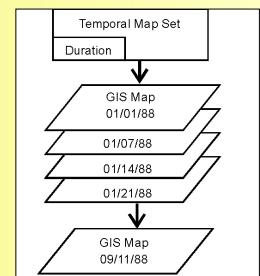 Temporal Map Set
Duration
GIS Map
01/01/88
01/07/88
01/14/88
01/21/88
GIS Map
09/11/88